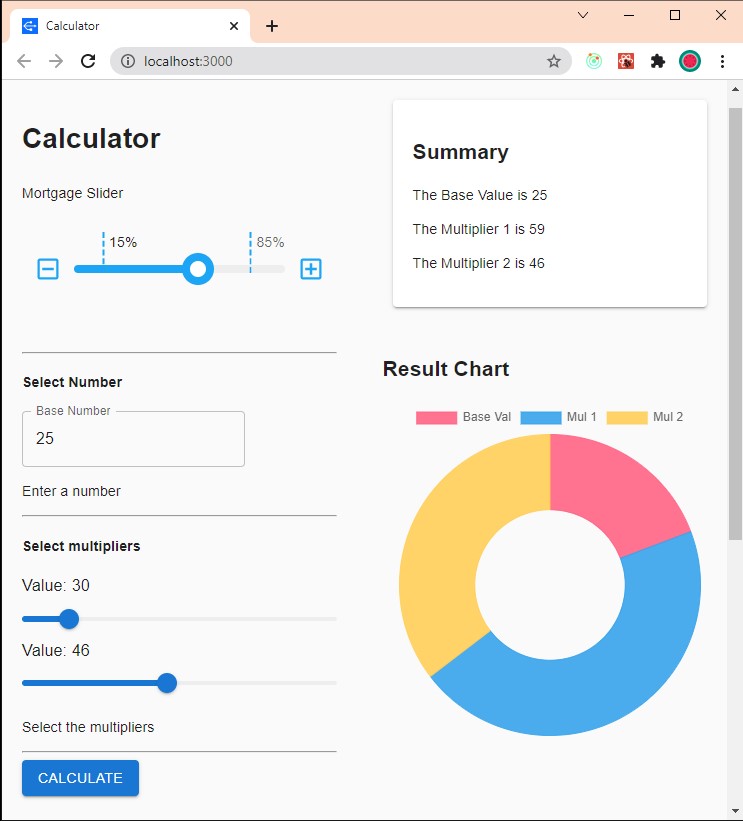 Calculator
localhost:3000
Calculator
Mortgage Slider
15%
85%
Select Number
Base Number
25
Enter a number
Select multipliers
Value: 30
Value: 46
Select the multipliers
CALCULATE
Summary
The Base Value is 25
The Multiplier 1 is 59
The Multiplier 2 is 46
Result Chart
Base Val
Mul 1
Mul 2